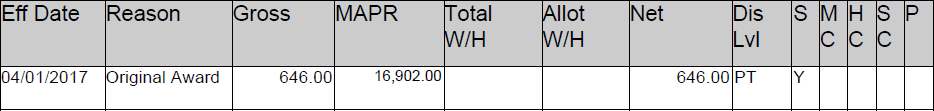 Eff Date Reason Gross MAPR Total W/H Allot W/H Net Dis Lvl S M C H C S C P
04/01/2017 Original Award 646.00 16,902.00 646.00 PT Y